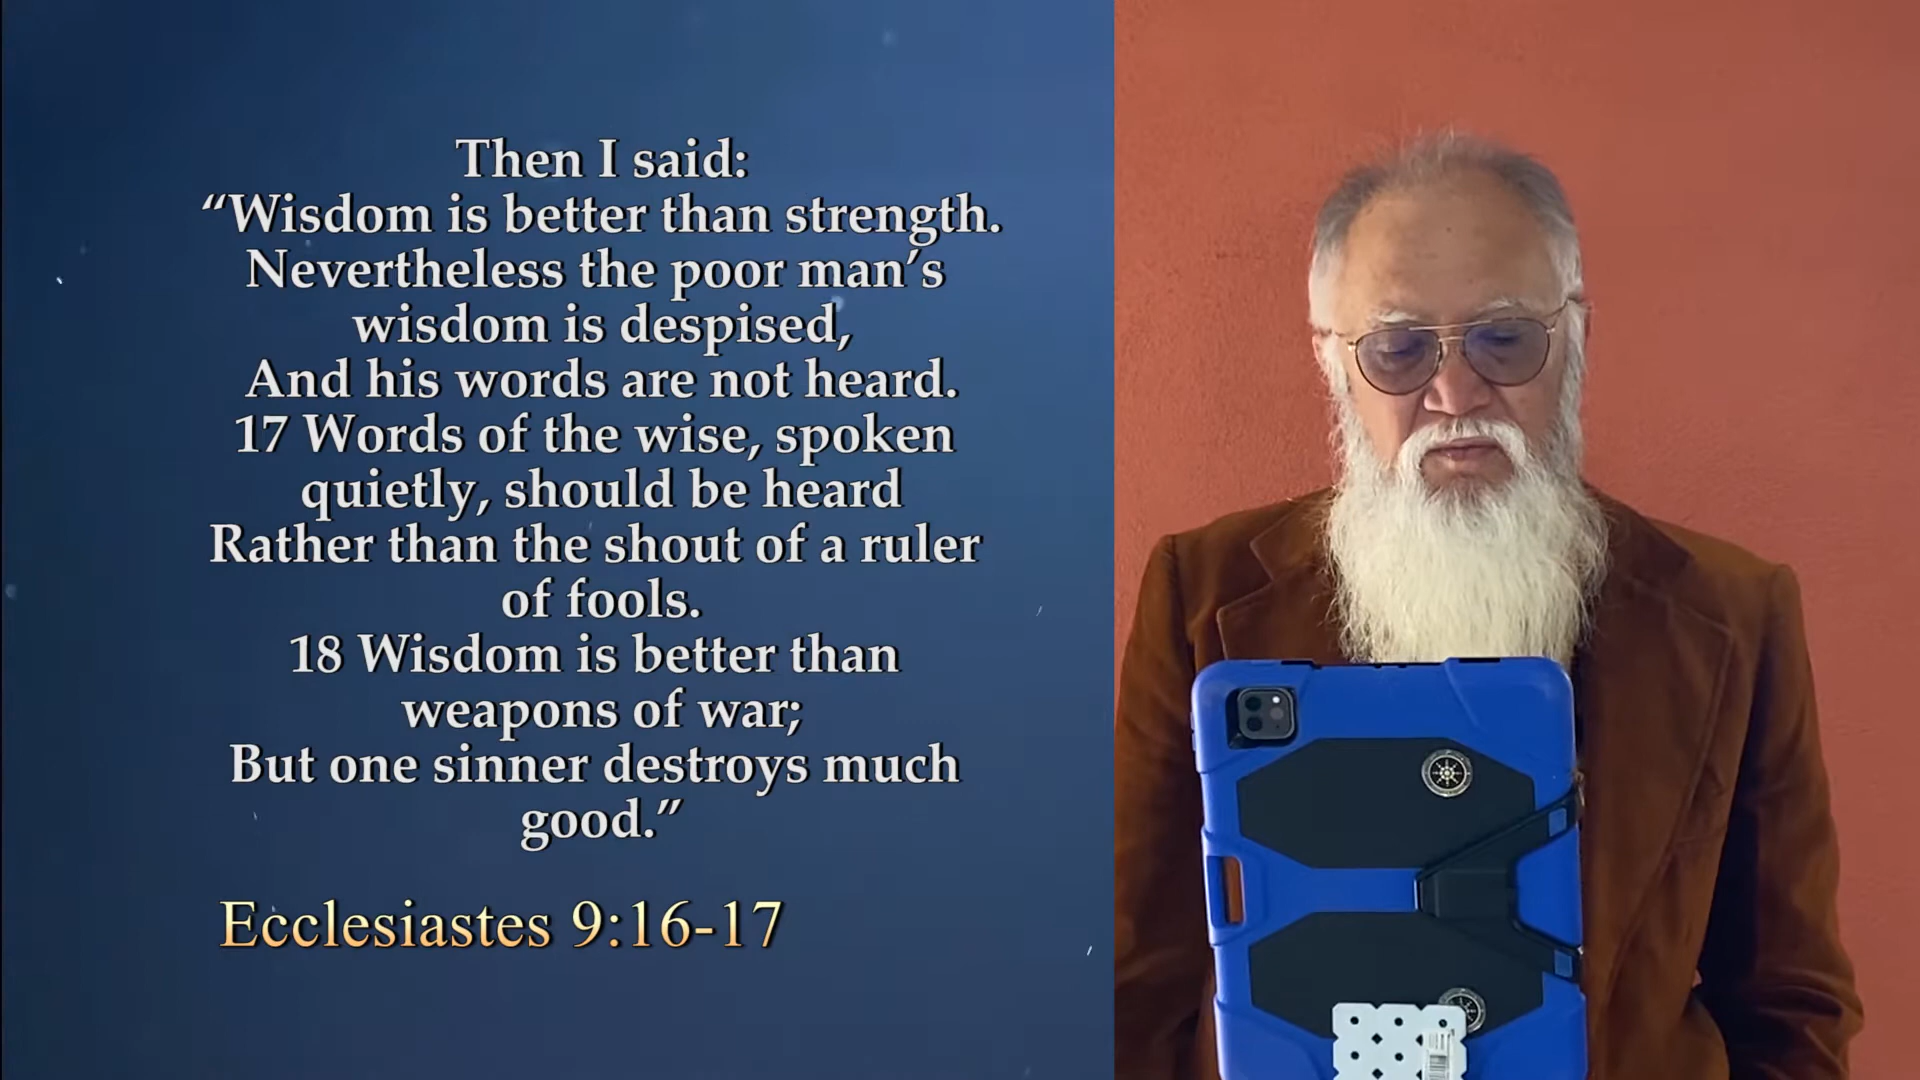 Then I said:
“Wisdom is better than strength.
Nevertheless the poor man’s
wisdom is despised,
And his words are not heard.
17 Words of the wise, spoken
quietly, should be heard
Rather than the shout of a ruler
of fools.
18 Wisdom is better than
weapons of war;
But one sinner destroys much
good.”
Ecclesiastes 9:16-17